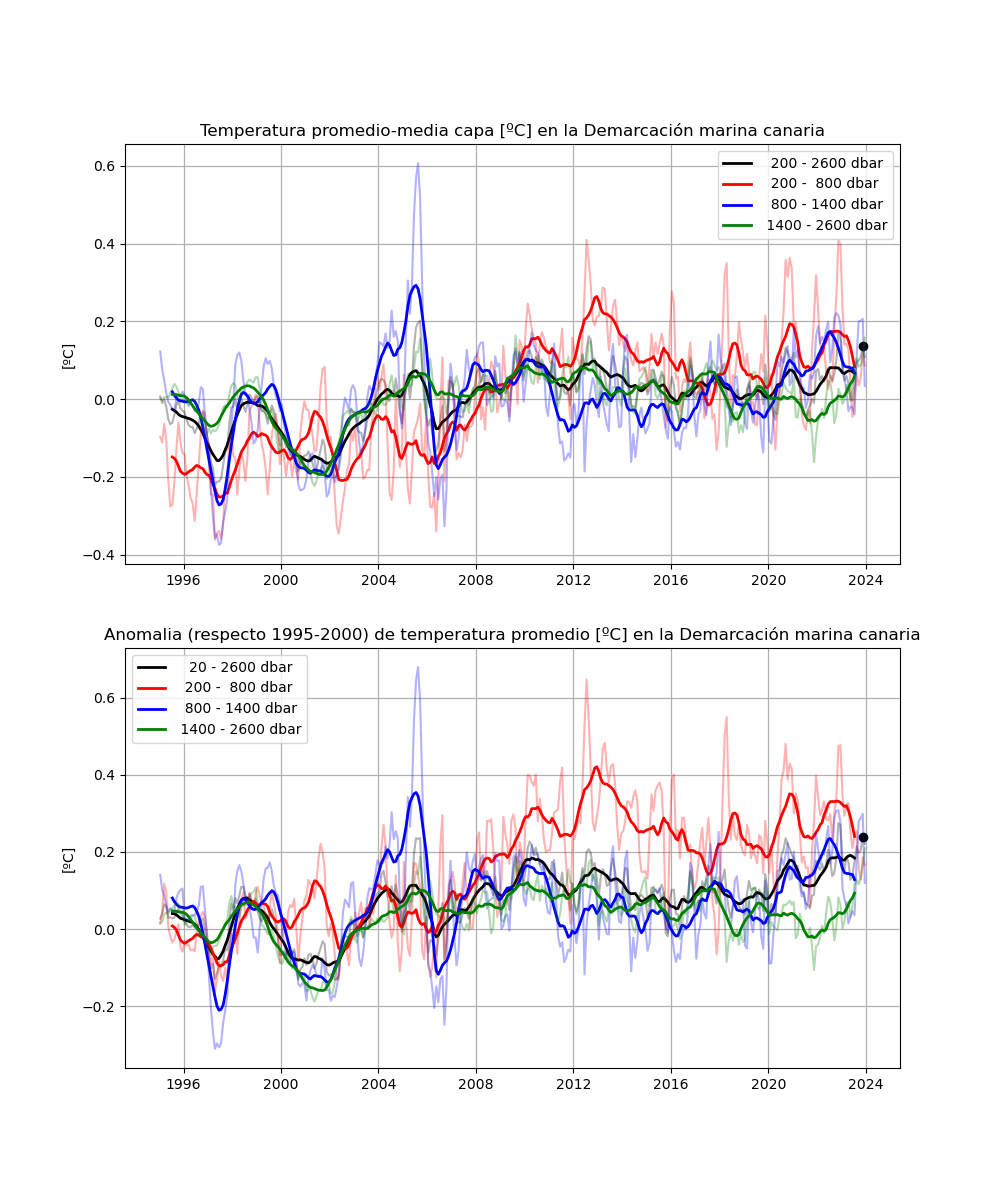 Temperatura promedio-media capa [ºC] en la Demarcación marina canaria
0.6
0.4
0.2
0.0
−0.2
−0.4
[ºC]
200 - 2600 dbar
200 -  800 dbar
800 - 1400 dbar
1400 - 2600 dbar
1996 2000 2004 2008 2012 2016 2020 2024
Anomalia (respecto 1995-2000) de temperatura promedio [ºC] en la Demarcación marina canaria
0.6
0.4
0.2
0.0
−0.2
[ºC]
20 - 2600 dbar
200 -  800 dbar
800 - 1400 dbar
1400 - 2600 dbar
1996 2000 2004 2008 2012 2016 2020 2024